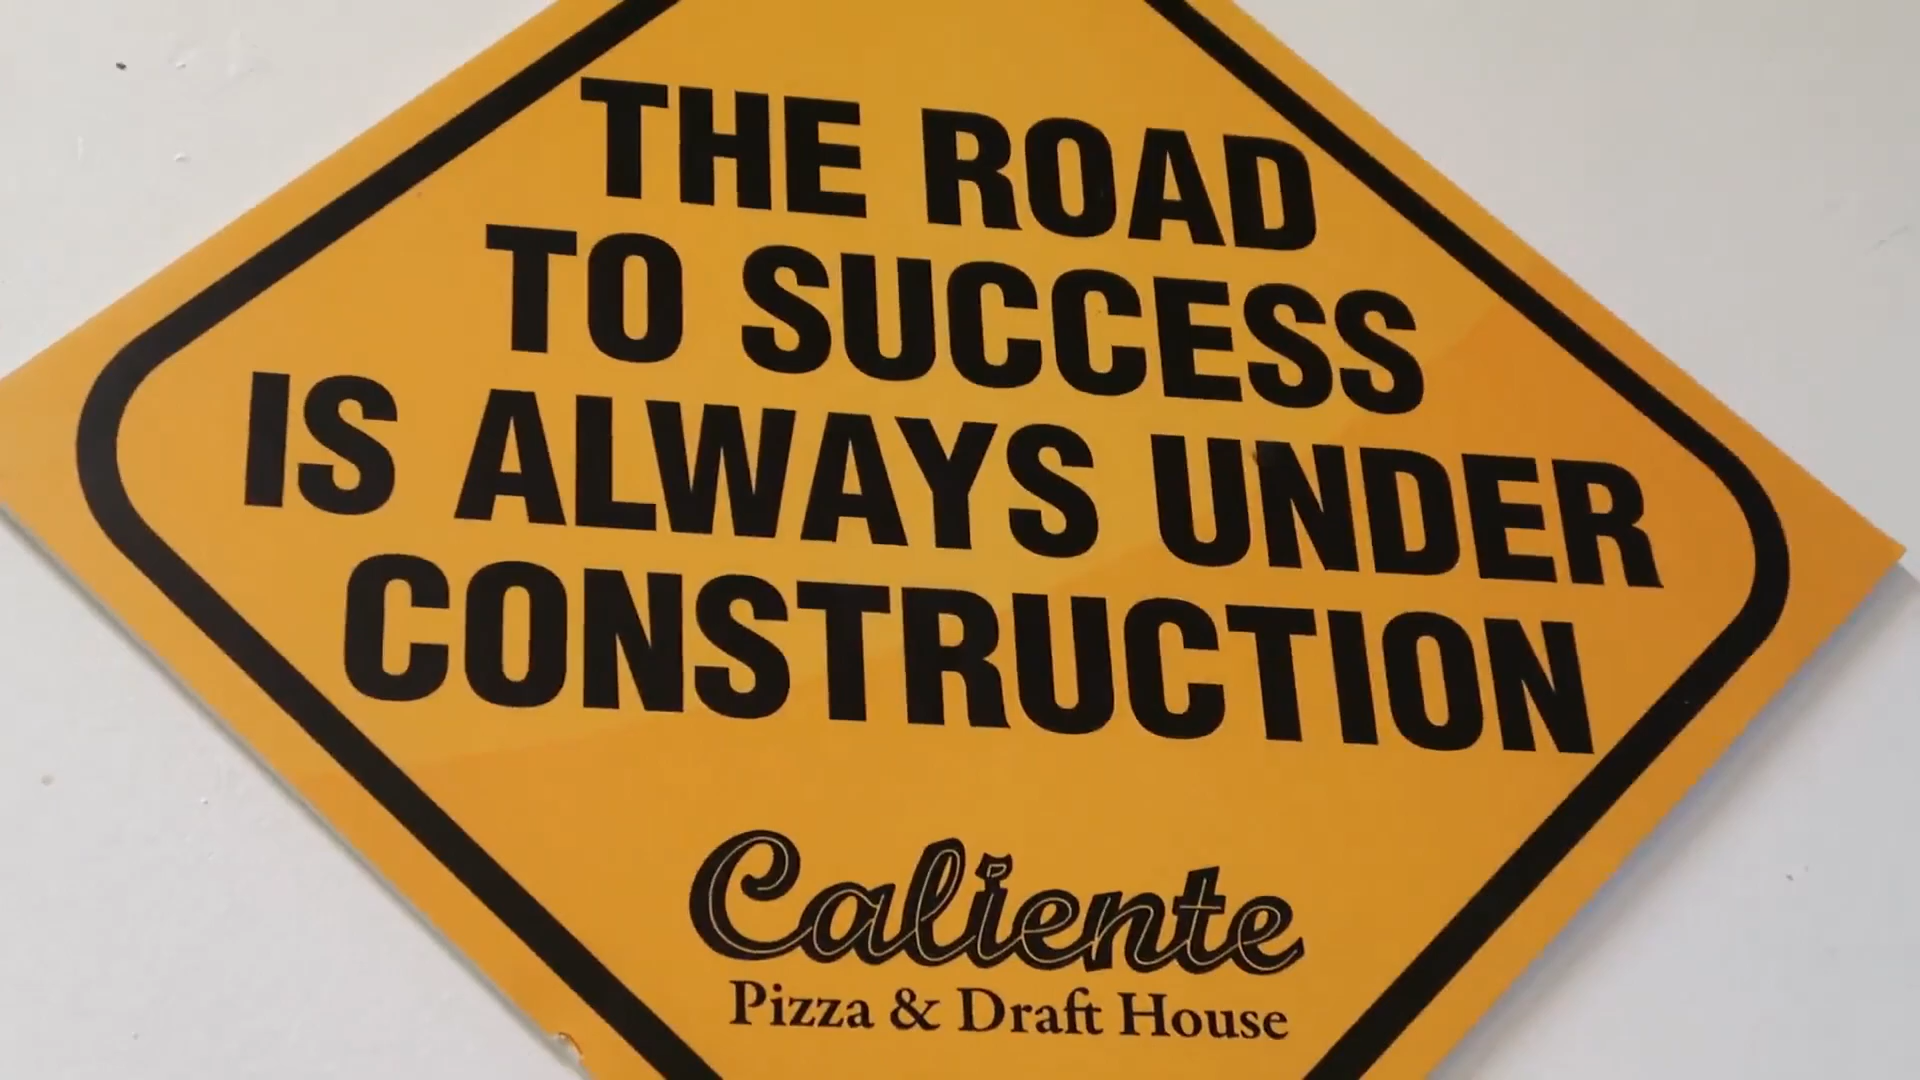 THE ROAD
TO SUCCESS
IS ALWAYS UNDER
CONSTRUCTION
Caliente
Pizza & Draft House